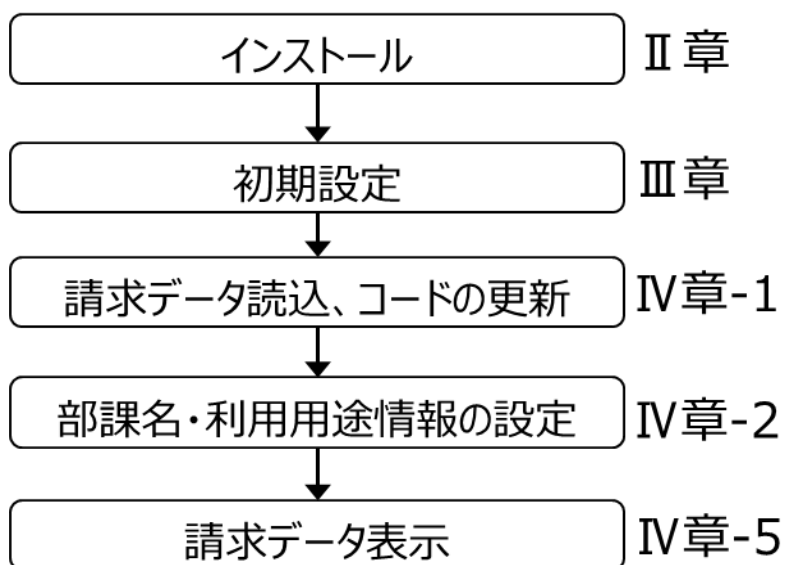 インストール Ⅱ章
初期設定 Ⅲ章
請求データ読込、コードの更新 Ⅳ章-1
部課名・利用用途情報の設定 Ⅳ章-2
請求データ表示 Ⅳ章-5